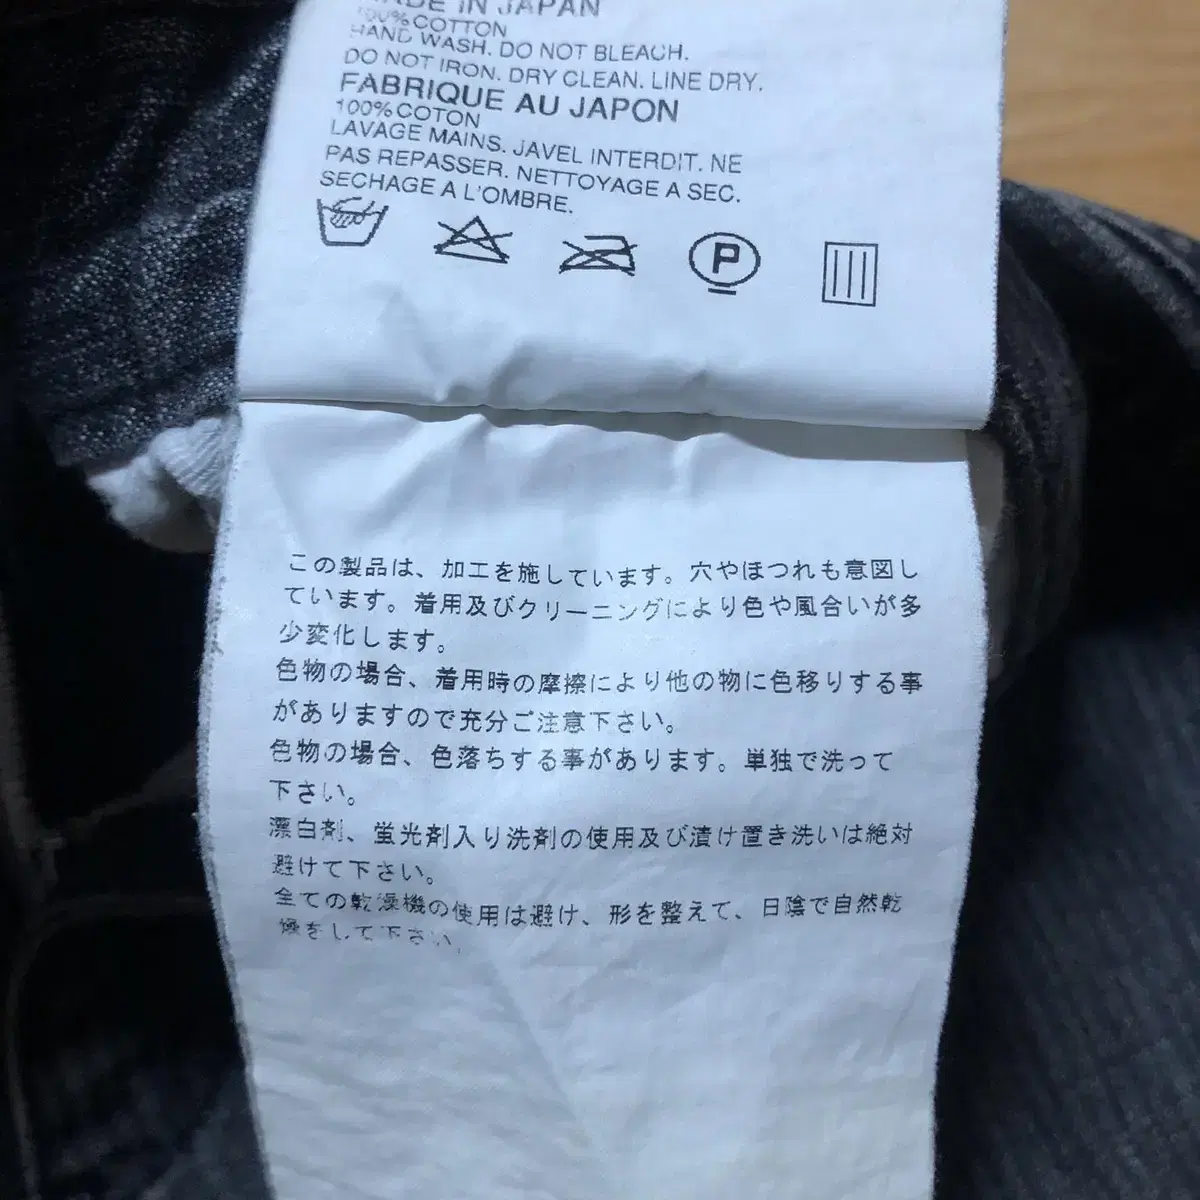 MADE IN JAPAN
100% COTTON
HAND WASH. DO NOT BLEACH.
DO NOT IRON. DRY CLEAN. LINE DRY.
FABRIQUE AU JAPON
100%COTON
LAVAGE MAINS. JAVEL INTERDIT. NE
PAS REPASSER. NETTOYAGE A SEC.
SECHAGE A L'OMBRE.
P
この製品は、加工を施しています。穴やほつれも意図し
ています。着用及びクリーニングにより色や風合いが多
少変化します。
色物の場合、着用時の摩擦により他の物に色移りする事
がありますので充分ご注意下さい。
色物の場合、色落ちする事があります。単独で洗って
下さい。
漂白剤、蛍光剤入り洗剤の使用及び漬け置き洗いは絶対
避けて下さい。
全ての乾燥機の使用は避け、形を整えて、日陰で自然乾
燥をして下さい。